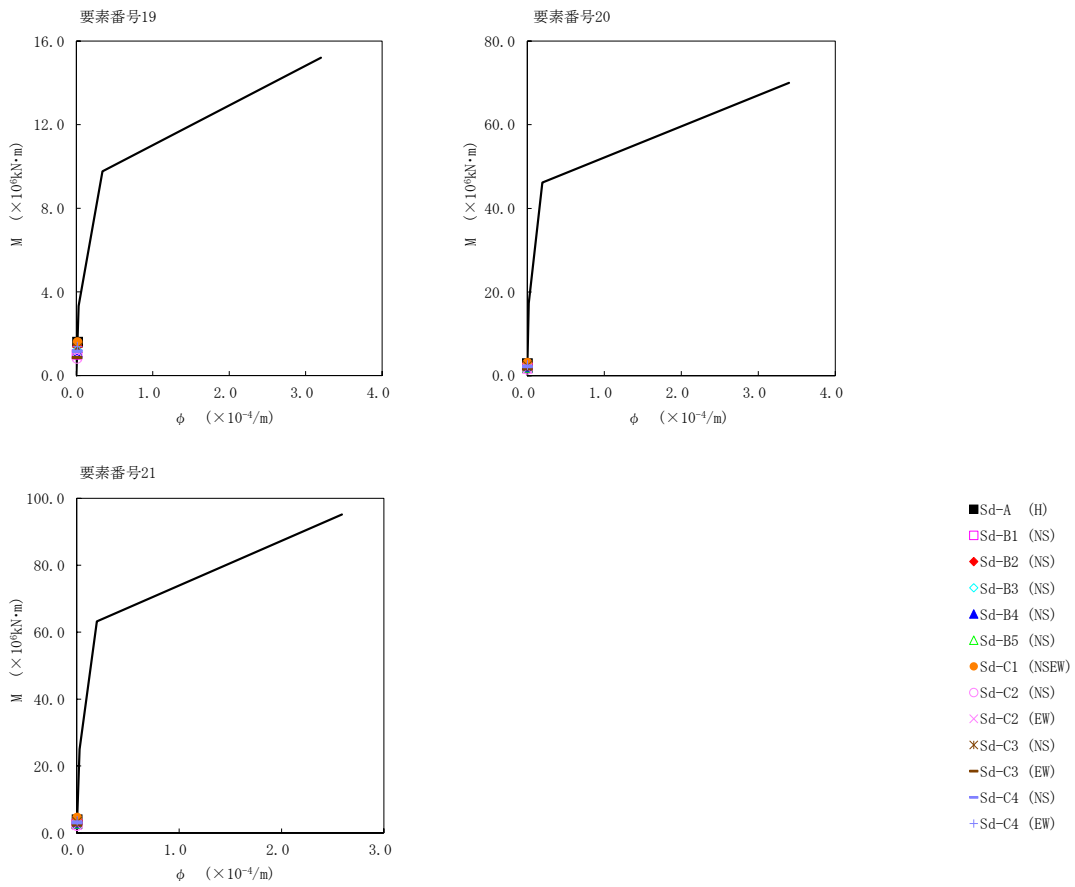 要素番号19
16.0
12.0
8.0
4.0
0.0
M (×10⁶kN・m)
0.0 1.0 2.0 3.0 4.0
φ (×10⁻⁴/m)
要素番号20
80.0
60.0
40.0
20.0
0.0
M (×10⁶kN・m)
0.0 1.0 2.0 3.0 4.0
φ (×10⁻⁴/m)
要素番号21
100.0
80.0
60.0
40.0
20.0
0.0
M (×10⁶kN・m)
0.0 1.0 2.0 3.0
φ (×10⁻⁴/m)
Sd-A (H)
Sd-B1 (NS)
Sd-B2 (NS)
Sd-B3 (NS)
Sd-B4 (NS)
Sd-B5 (NS)
Sd-C1 (NSEW)
Sd-C2 (NS)
Sd-C2 (EW)
Sd-C3 (NS)
Sd-C3 (EW)
Sd-C4 (NS)
Sd-C4 (EW)